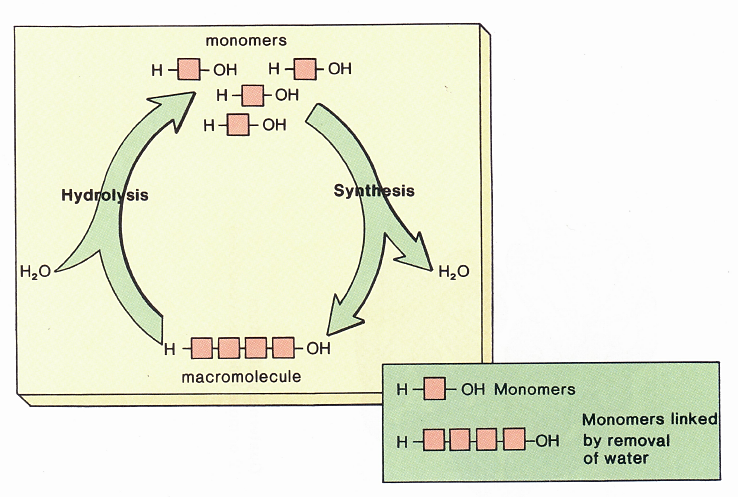 monomers
H OH H OH
H OH
H OH
Hydrolysis Synthesis
H₂O H₂O
H OH
macromolecule
H OH Monomers
Monomers linked
H OH by removal
of water